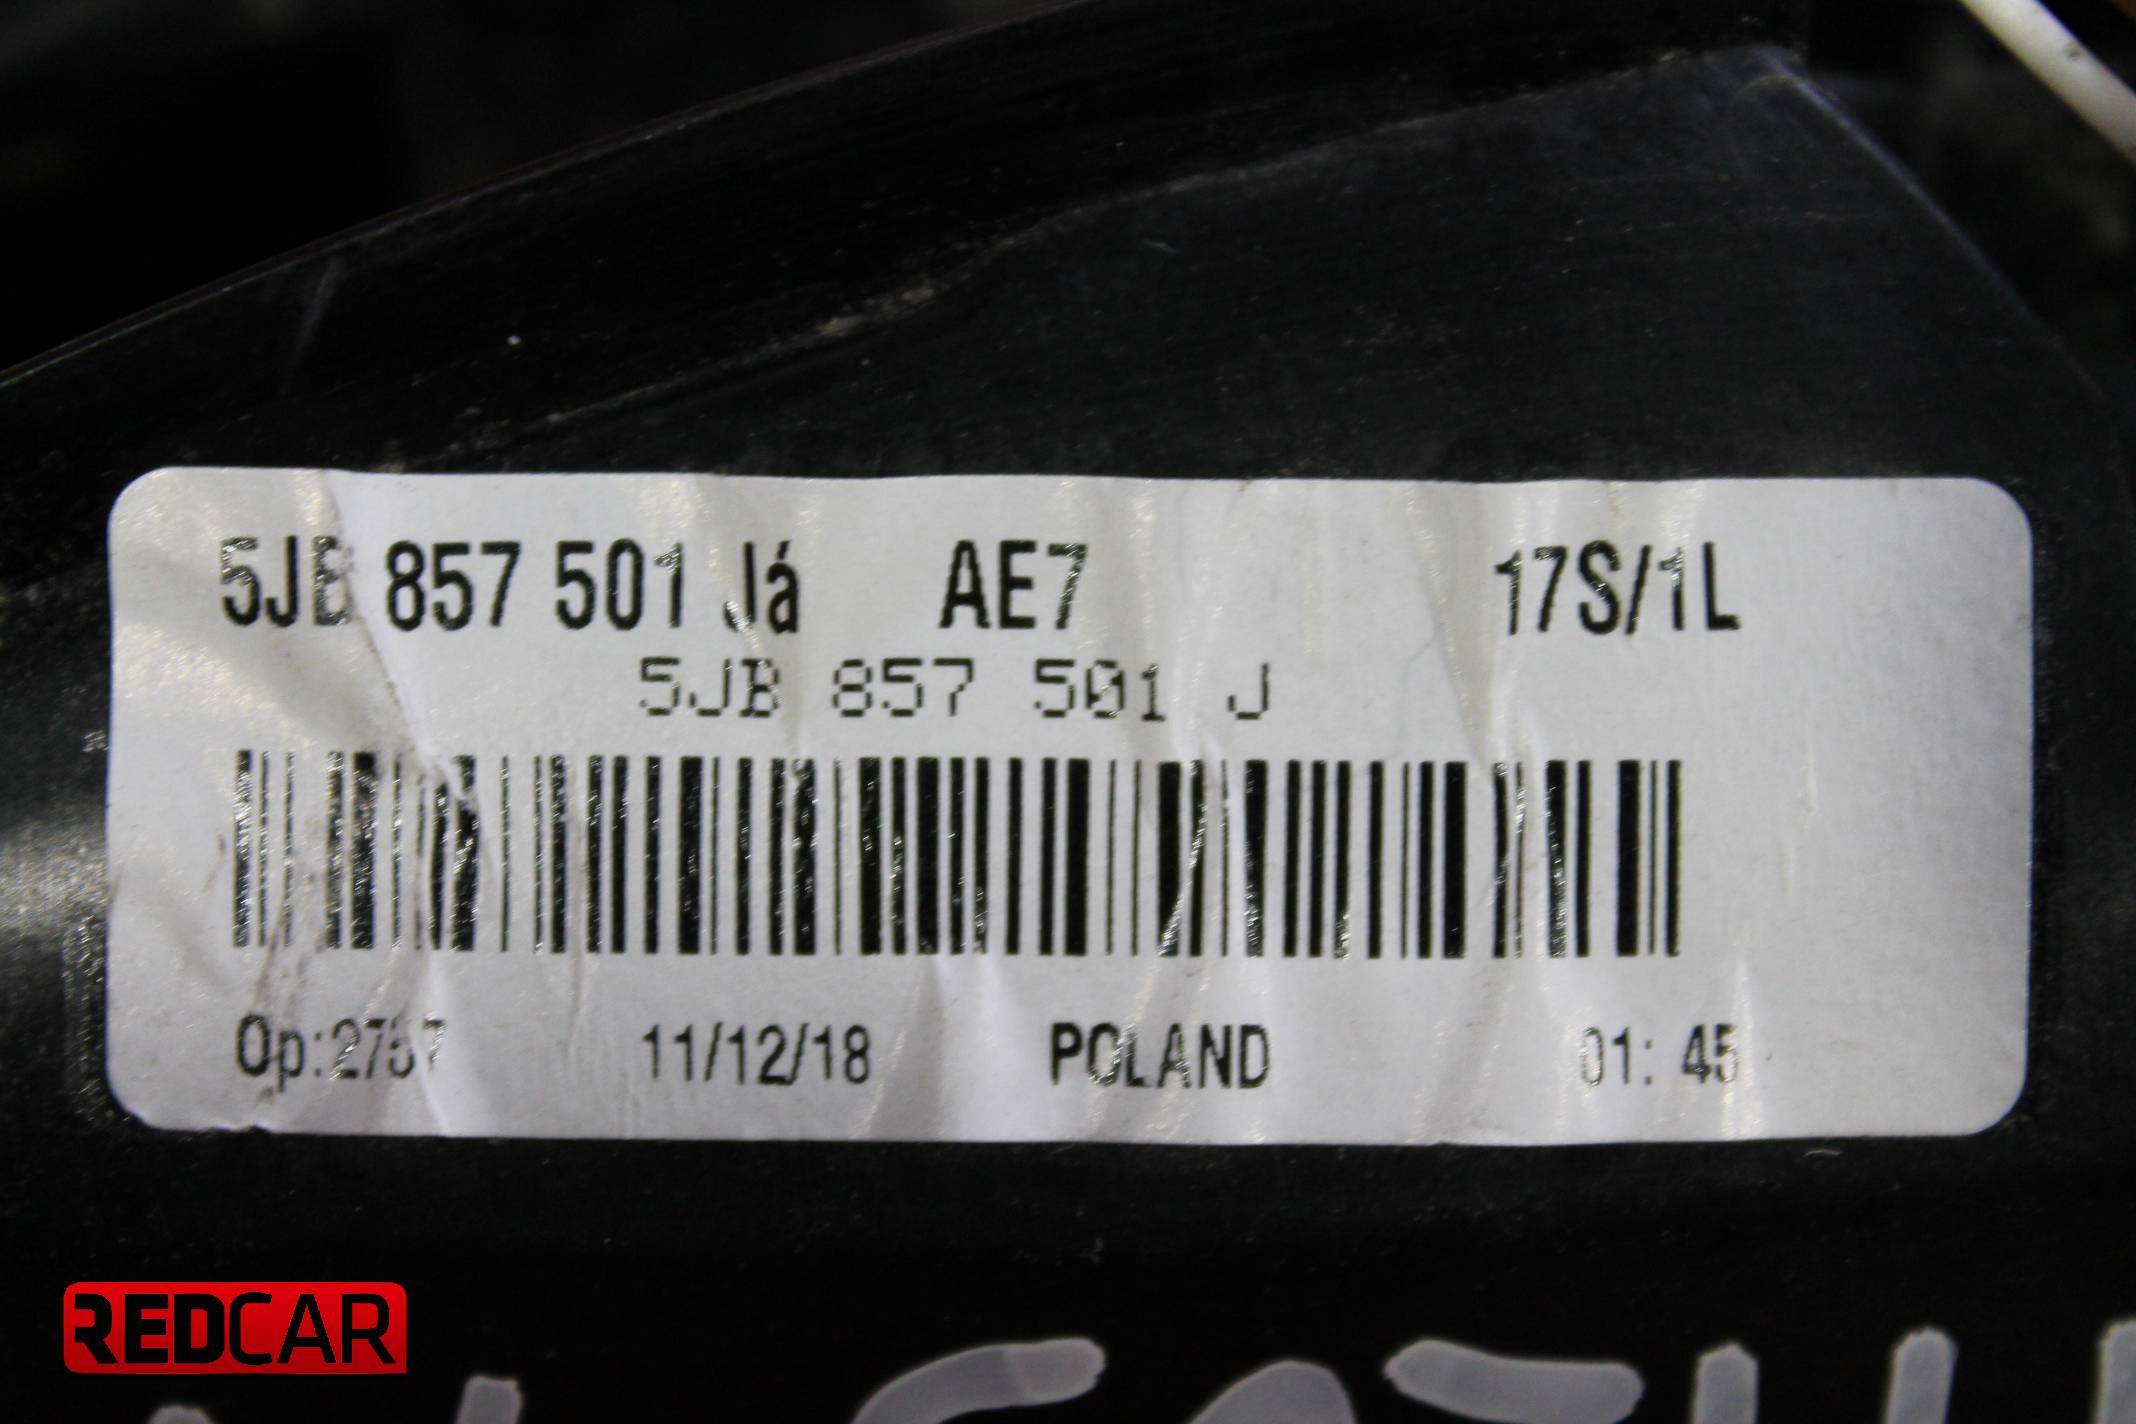 5JB 857 501 Já AE7 17S/1L
5JB 857 501 J
11/12/18 POLAND 01: 45
REDCAR